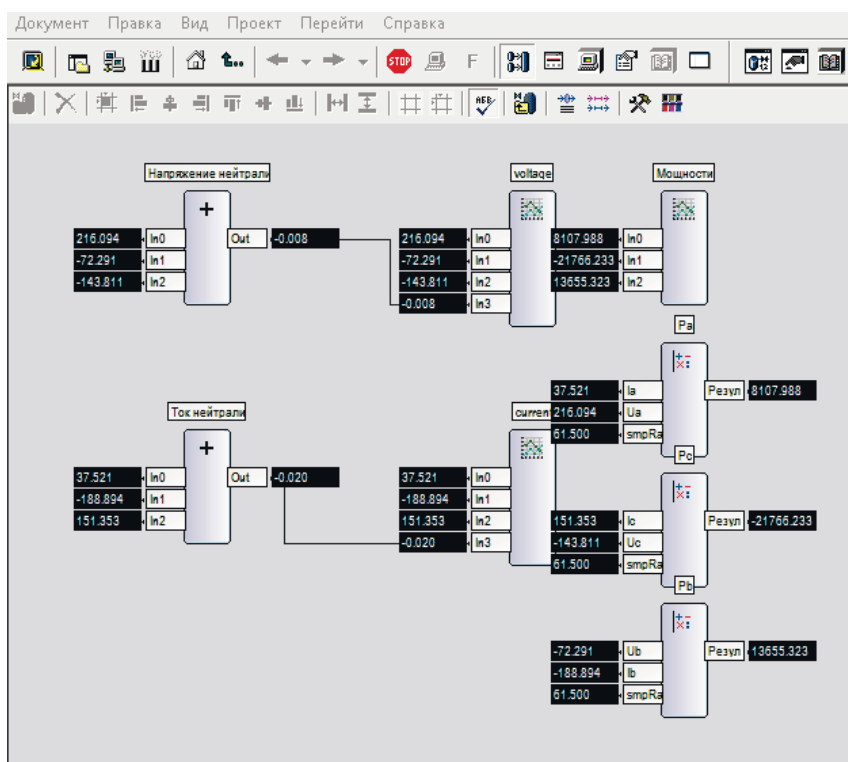 Документ Правка Вид Проект Перейти Справка
STOP F
АБВ
Напряжение нейтрали
+
216.094 In0 Out -0.008
-72.291 In1
-143.811 In2
voltage
216.094 In0
-72.291 In1
-143.811 In2
-0.008 In3
Мощности
8107.988 In0
-21766.233 In1
13655.323 In2
Pa
37.521 Ia Резул 8107.988
216.094 Ua
61.500 smpRa
Ток нейтрали
+
37.521 In0 Out -0.020
-188.894 In1
151.353 In2
current
37.521 In0
-188.894 In1
151.353 In2
-0.020 In3
Pc
151.353 Ic Резул -21766.233
-143.811 Uc
61.500 smpRa
Pb
-72.291 Ub Резул 13655.323
-188.894 Ib
61.500 smpRa